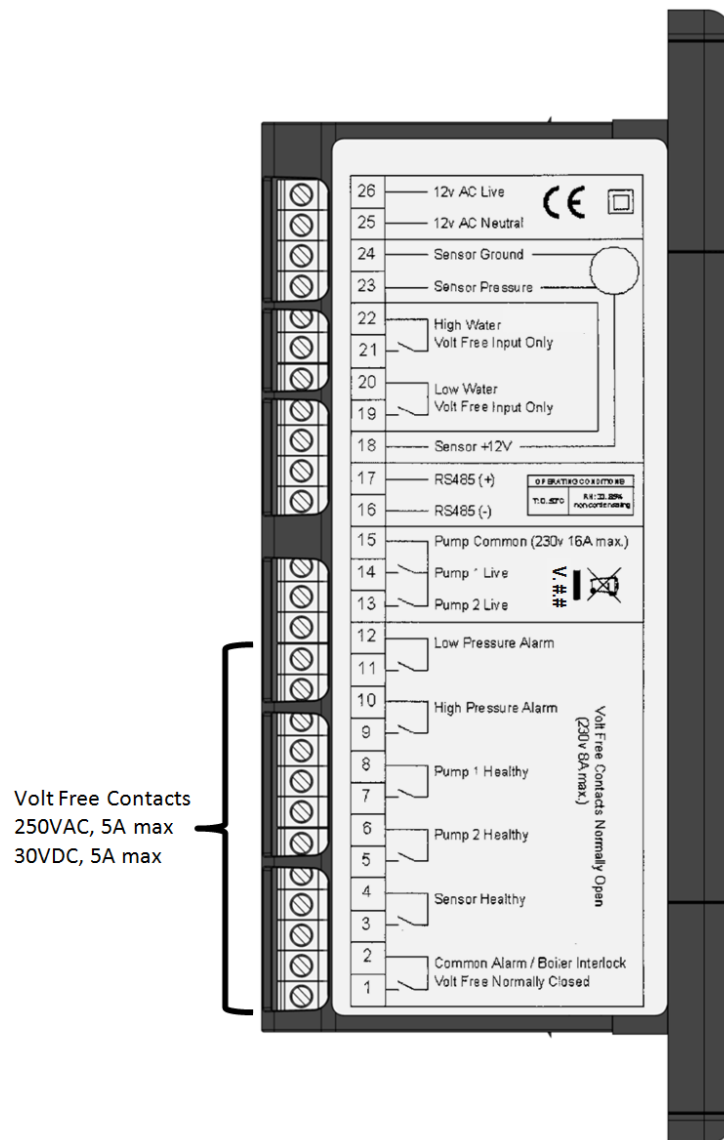 26 12v AC Live
25 12v AC Neutral
CE
24 Sensor Ground
23 Sensor Pressure
22 High Water
21 Volt Free Input Only
20 Low Water
19 Volt Free Input Only
18 Sensor +12V
17 RS485 (+)
16 RS485 (-)
OPERATING CONDITIONS
non condensing
15 Pump Common (230v 16A max.)
14 Pump 1 Live
13 Pump 2 Live
V.#.#
12 Low Pressure Alarm
11
10 High Pressure Alarm
9
8 Pump 1 Healthy
7
6 Pump 2 Healthy
5
4 Sensor Healthy
3
2 Common Alarm / Boiler Interlock
1 Volt Free Normally Closed
Volt Free Contacts Normally Open
(230v 8A max.)
Volt Free Contacts
250VAC, 5A max
30VDC, 5A max